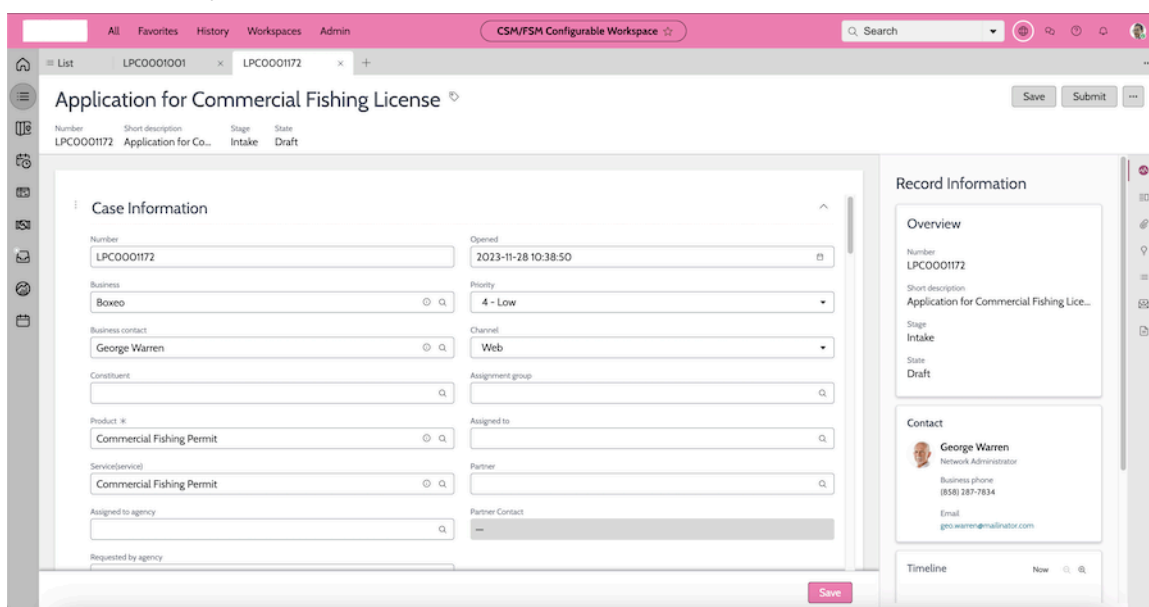 All Favorites History Workspaces Admin
CSM/FSM Configurable Workspace
Search
List
LPC0001001
LPC0001172
Application for Commercial Fishing License
Save
Submit
Number Short description Stage State
LPC0001172 Application for Co... Intake Draft
Case Information
Number
LPC0001172
Business
Boxeo
Business contact
George Warren
Constituent
Product
Commercial Fishing Permit
Service(service)
Commercial Fishing Permit
Assigned to agency
Requested by agency
Opened
2023-11-28 10:38:50
Priority
4 - Low
Channel
Web
Assignment group
Assigned to
Partner
Partner Contact
—
Save
Record Information
Overview
Number
LPC0001172
Short description
Application for Commercial Fishing Lice...
Stage
Intake
State
Draft
Contact
George Warren
Network Administrator
Business phone
(858) 287-7834
Email
geo.warren@mailinator.com
Timeline
Now